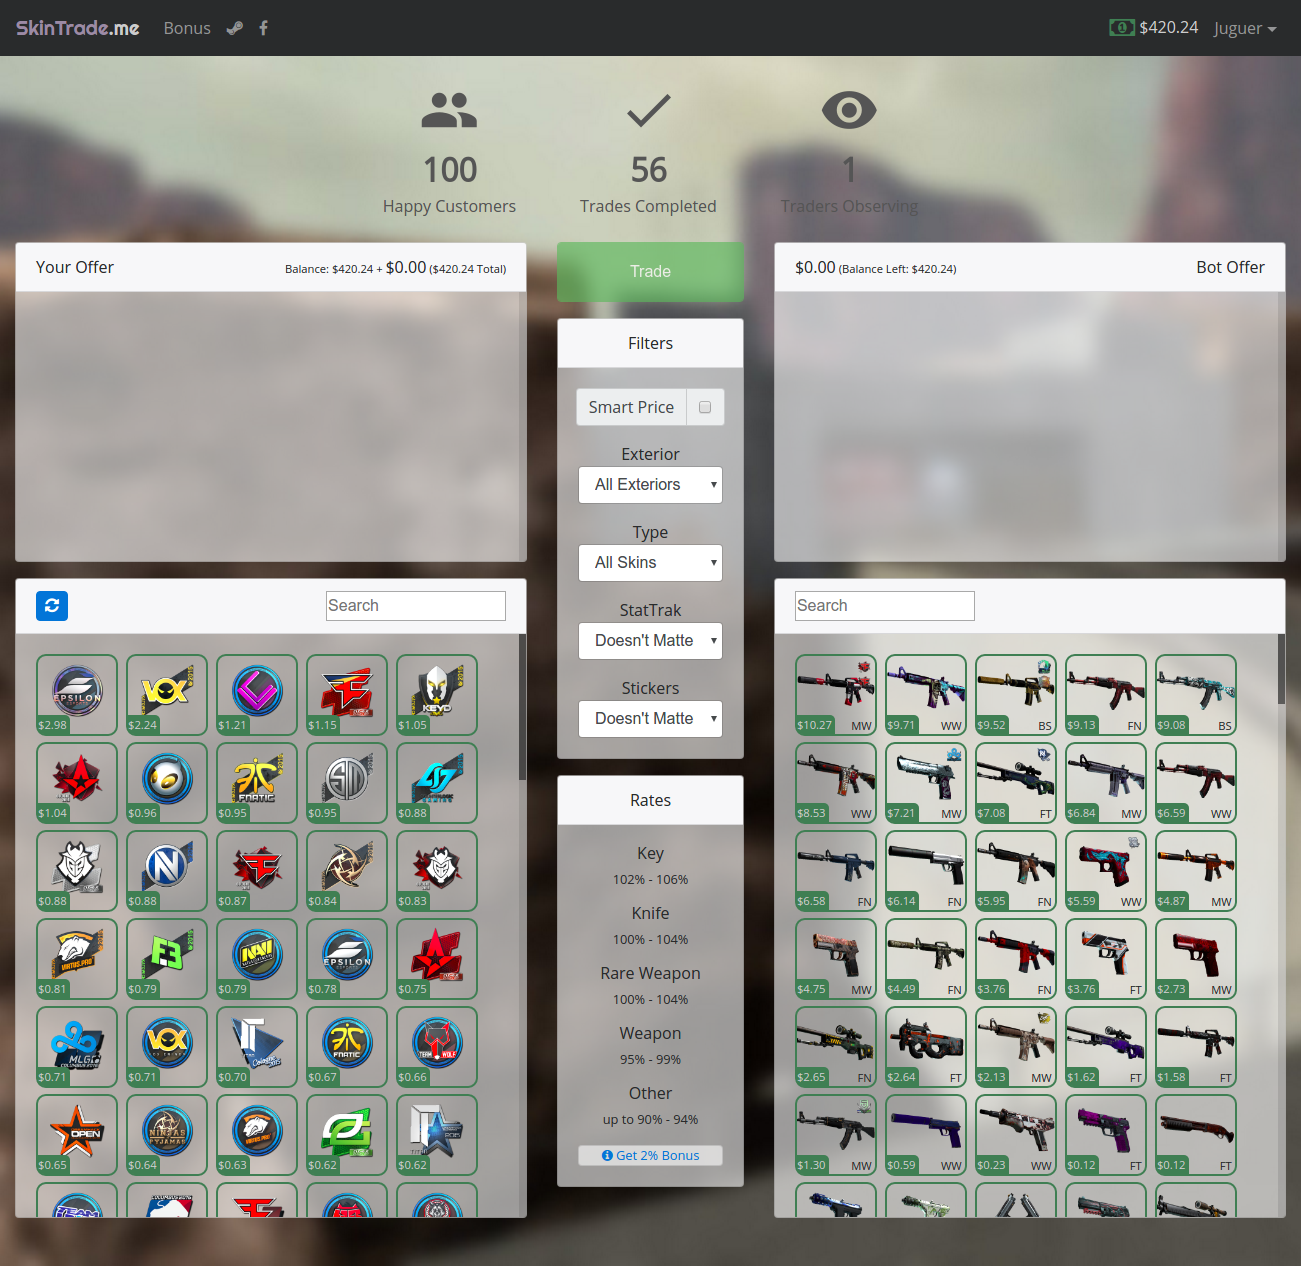 SkinTrade.me Bonus $420.24 Juguer
100 56 1
Happy Customers Trades Completed Traders Observing
Your Offer Balance: $420.24 + $0.00 ($420.24 Total)
Trade
$0.00 (Balance Left: $420.24) Bot Offer
Filters
Smart Price
Exterior
All Exteriors
Type
All Skins
StatTrak
Doesn't Matte
Stickers
Doesn't Matte
Rates
Key
102% - 106%
Knife
100% - 104%
Rare Weapon
100% - 104%
Weapon
95% - 99%
Other
up to 90% - 94%
Get 2% Bonus
Search
EPSILON VOX KEYD
$2.98 $2.24 $1.21 $1.15 $1.05
FNATIC
$1.04 $0.96 $0.95 $0.95 $0.88
$0.88 $0.88 $0.87 $0.84 $0.83
VIRTUS.PRO F3 NAVI EPSILON
$0.81 $0.79 $0.79 $0.78 $0.75
MLG VOX FNATIC TEAM WOLF
$0.71 $0.71 $0.70 $0.67 $0.66
OPEN NINJAS IN PYJAMAS VIRTUS.PRO
$0.65 $0.64 $0.63 $0.62 $0.62
Search
$10.27 MW $9.71 WW $9.52 BS $9.13 FN $9.08 BS
$8.53 WW $7.21 MW $7.08 FT $6.84 MW $6.59 WW
$6.58 FN $6.14 FN $5.95 FN $5.59 WW $4.87 MW
$4.75 MW $4.49 FN $3.76 FN $3.76 FT $2.73 MW
$2.65 FN $2.64 FT $2.13 MW $1.62 FT $1.58 FT
$1.30 MW $0.59 WW $0.23 WW $0.12 FT $0.12 FT